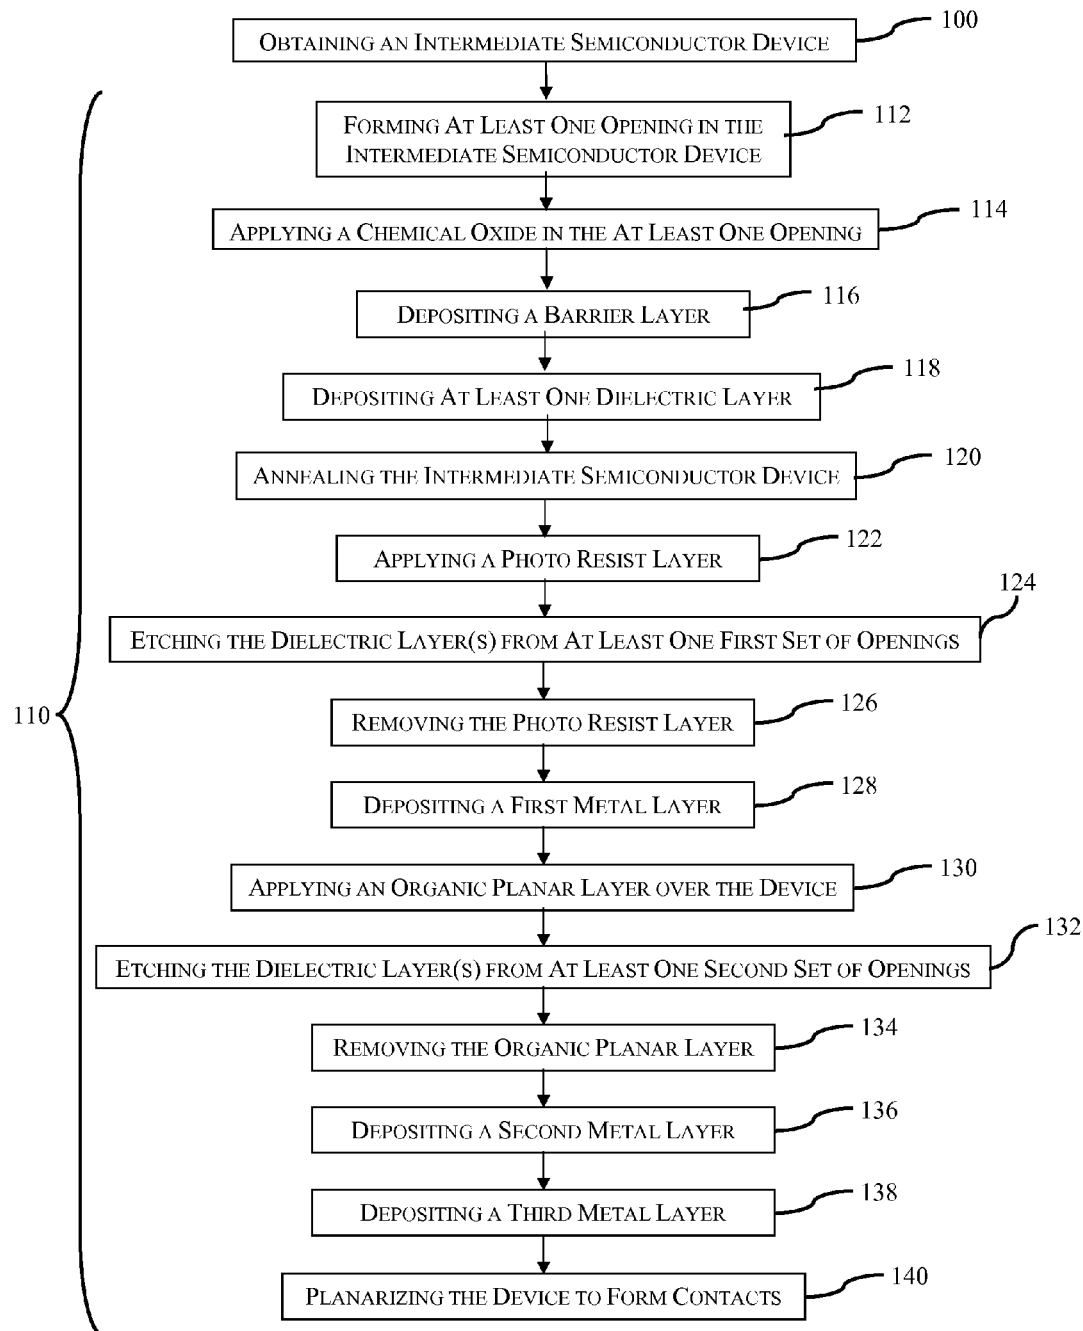 100
OBTAINING AN INTERMEDIATE SEMICONDUCTOR DEVICE
112
FORMING AT LEAST ONE OPENING IN THE
INTERMEDIATE SEMICONDUCTOR DEVICE
114
APPLYING A CHEMICAL OXIDE IN THE AT LEAST ONE OPENING
116
DEPOSITING A BARRIER LAYER
118
DEPOSITING AT LEAST ONE DIELECTRIC LAYER
120
ANNEALING THE INTERMEDIATE SEMICONDUCTOR DEVICE
122
APPLYING A PHOTO RESIST LAYER
124
ETCHING THE DIELECTRIC LAYER(S) FROM AT LEAST ONE FIRST SET OF OPENINGS
110
126
REMOVING THE PHOTO RESIST LAYER
128
DEPOSITING A FIRST METAL LAYER
130
APPLYING AN ORGANIC PLANAR LAYER OVER THE DEVICE
132
ETCHING THE DIELECTRIC LAYER(S) FROM AT LEAST ONE SECOND SET OF OPENINGS
134
REMOVING THE ORGANIC PLANAR LAYER
136
DEPOSITING A SECOND METAL LAYER
138
DEPOSITING A THIRD METAL LAYER
140
PLANARIZING THE DEVICE TO FORM CONTACTS